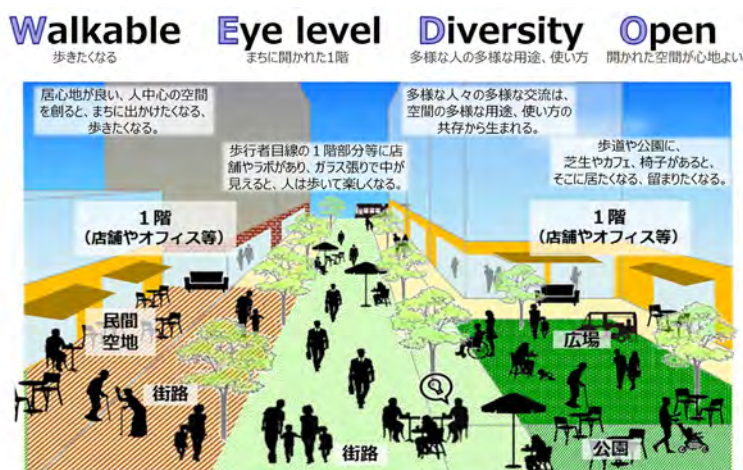 Walkable
歩きたくなる
Eye level
まちに開かれた1階
Diversity
多様な人の多様な用途、使い方
Open
開かれた空間が心地よい
居心地が良い、人中心の空間
を創ると、まちに出かけたくなる、
歩きたくなる。
歩行者目線の1階部分等に店
舗やラボがあり、ガラス張りで中が
見えると、人は歩いて楽しくなる。
多様な人々の多様な交流は、
空間の多様な用途、使い方の
共存から生まれる。
歩道や公園に、
芝生やカフェ、椅子があると、
そこに居たくなる、留まりたくなる。
1階
(店舗やオフィス等)
1階
(店舗やオフィス等)
民間
空地
広場
街路
街路
公園